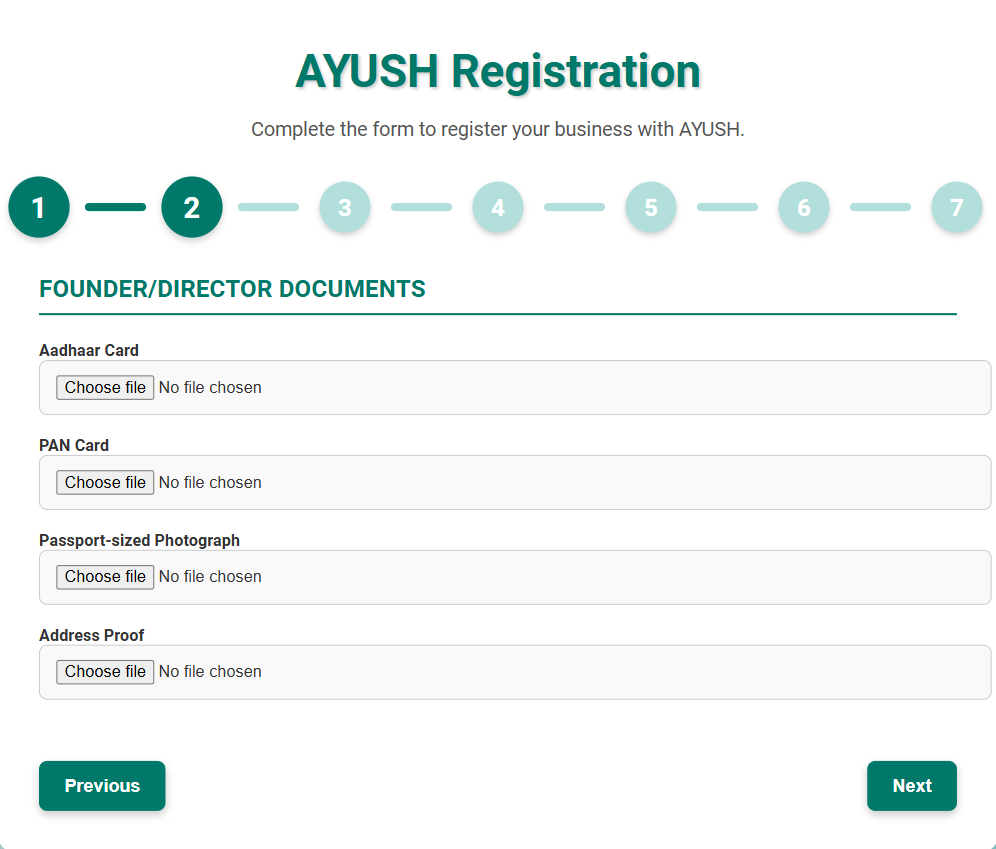 AYUSH Registration
Complete the form to register your business with AYUSH.
1 2 3 4 5 6 7
FOUNDER/DIRECTOR DOCUMENTS
Aadhaar Card
Choose file No file chosen
PAN Card
Choose file No file chosen
Passport-sized Photograph
Choose file No file chosen
Address Proof
Choose file No file chosen
Previous Next